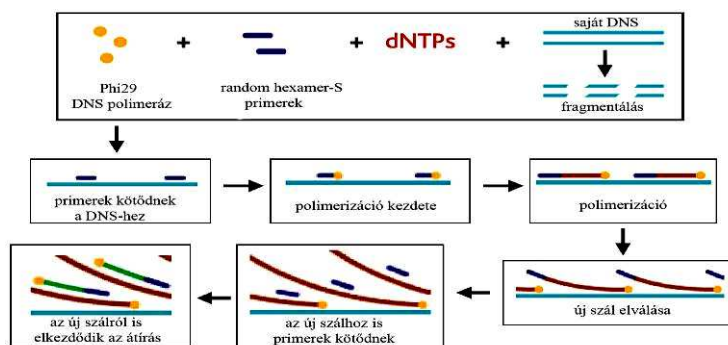 Phi29
DNS polimeráz
+
random hexamer-S
primerek
+
dNTPs
+
saját DNS
fragmentálás
primerek kötődnek
a DNS-hez
polimerizáció kezdete
polimerizáció
új szál elválása
az új szálhoz is
primerek kötődnek
az új szálról is
elkezdődik az átírás